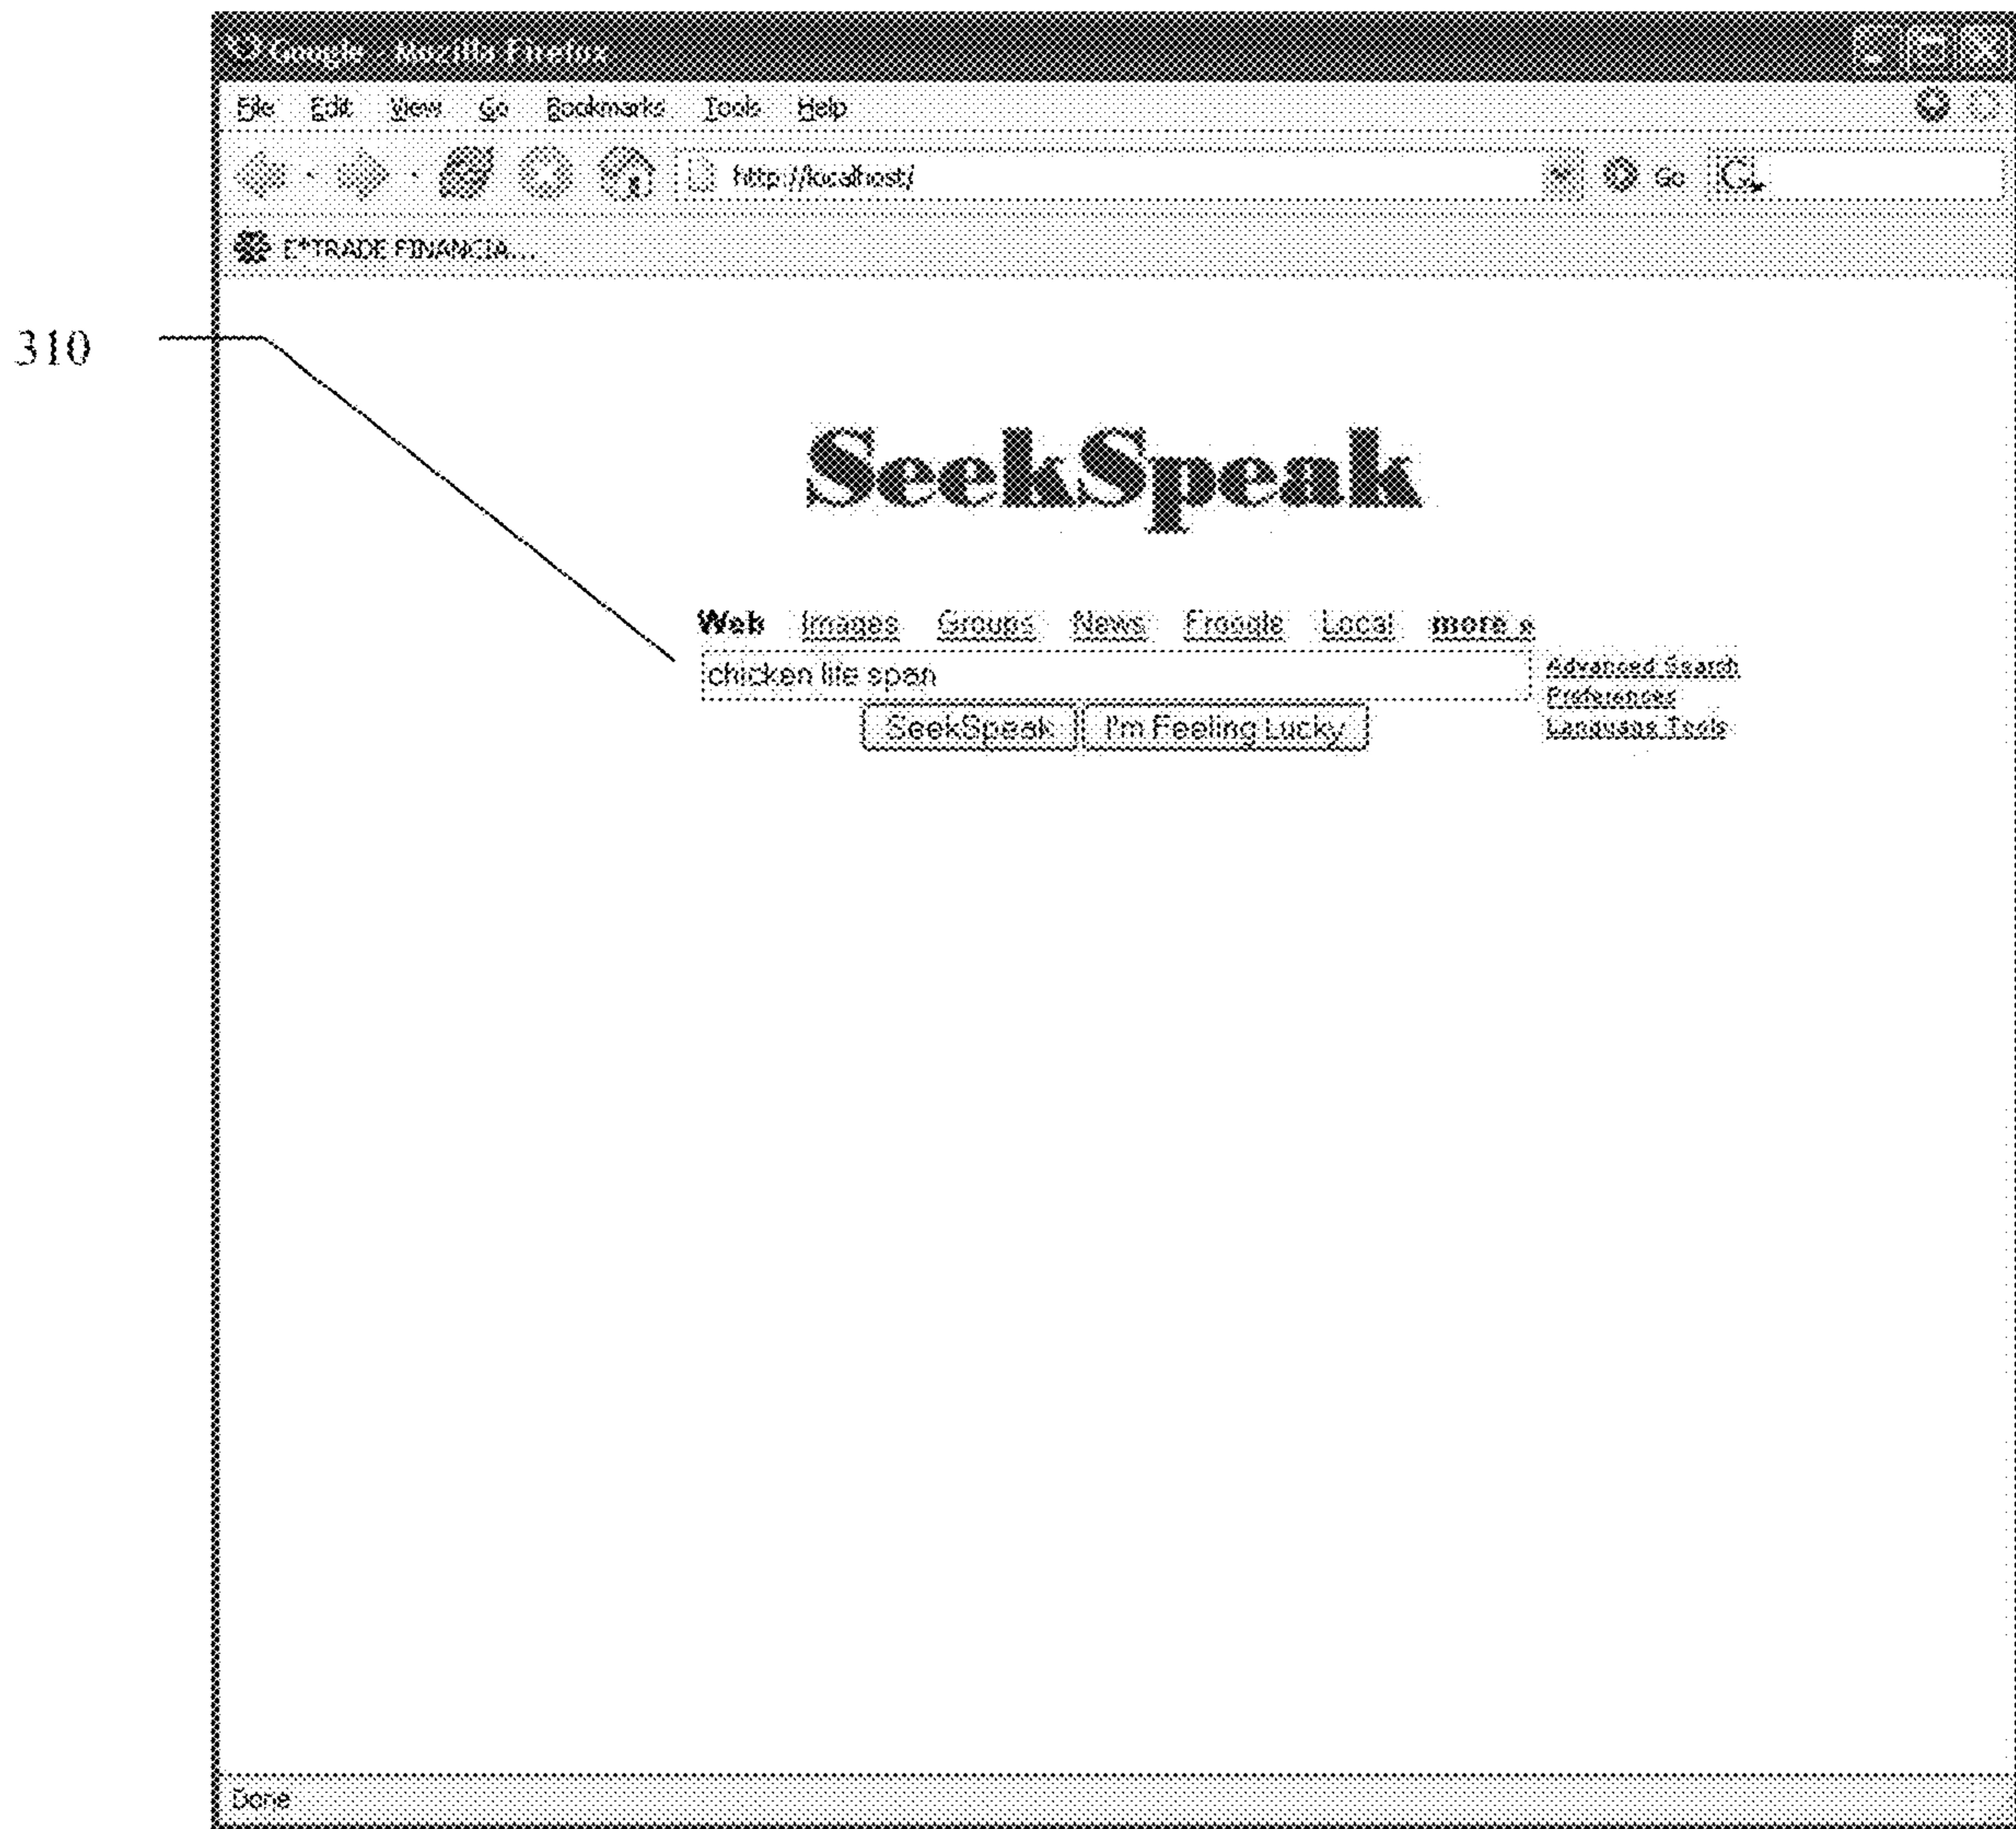 Google - Mozilla Firefox
File Edit View Go Bookmarks Tools Help
http://localhost/ Go G
E*TRADE FINANCIA...
310
SeekSpeak
Web Images Groups News Froogle Local more »
chicken life span
Advanced Search
Preferences
Language Tools
SeekSpeak I'm Feeling Lucky
Done